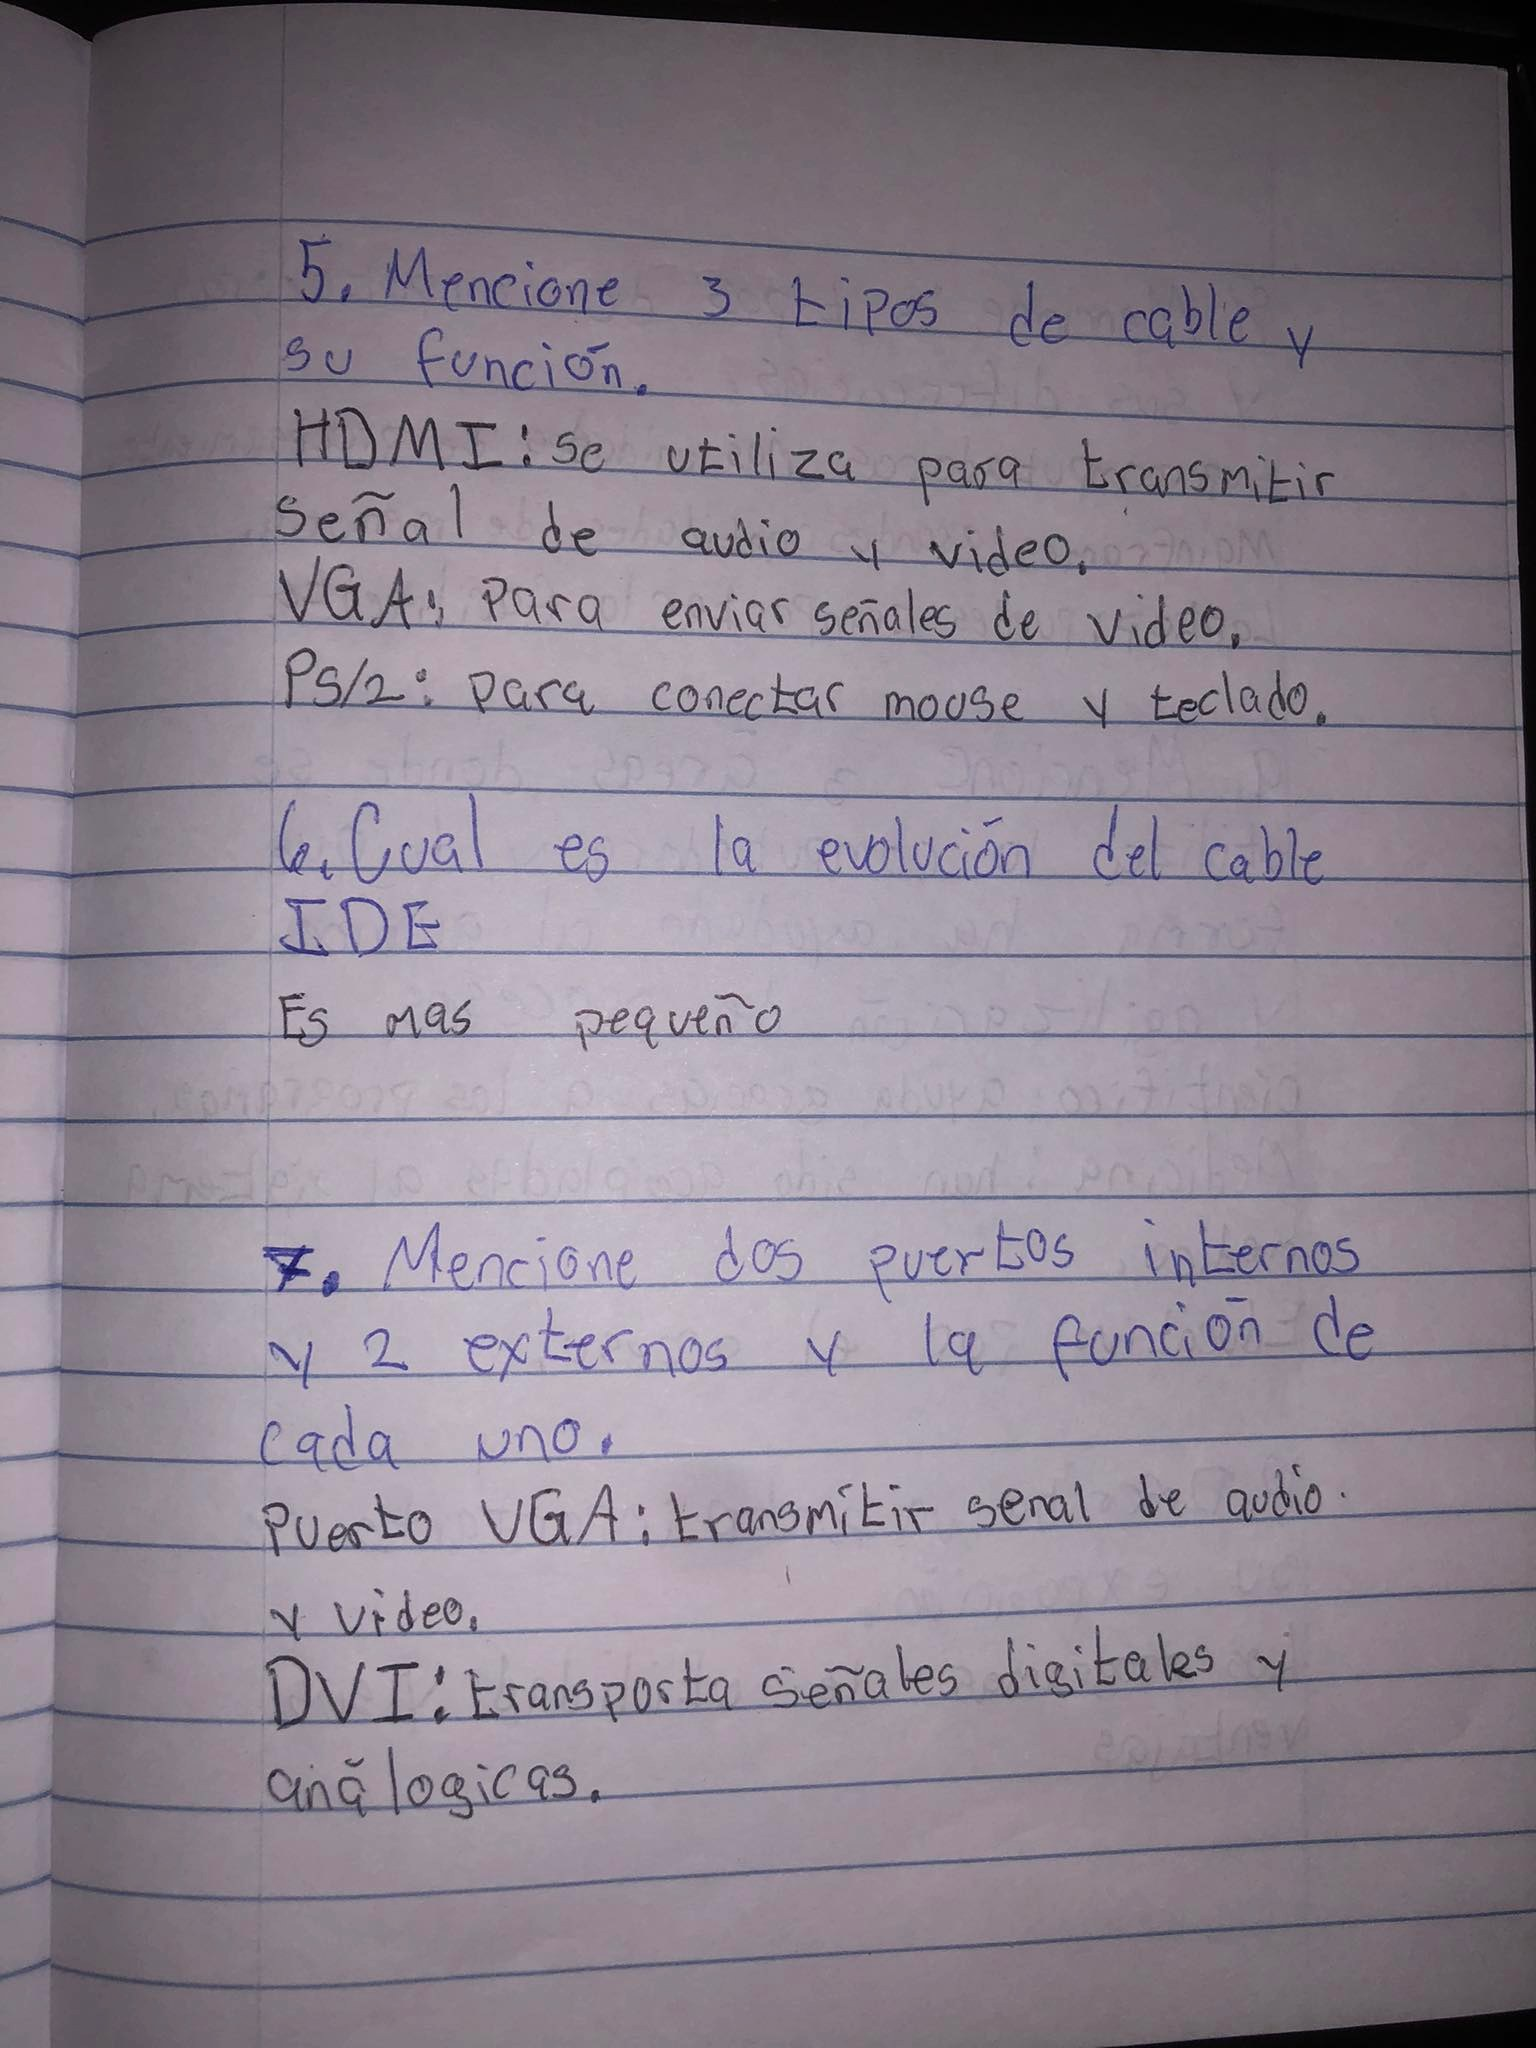 5. Mencione 3 tipos de cable y
su función.
HDMI: se utiliza para transmitir
señal de audio y video.
VGA: para enviar señales de video.
PS/2: para conectar mouse y teclado.
6. Cual es la evolución del cable
IDE
Es mas pequeño
7. Mencione dos puertos internos
y 2 externos y la función de
cada uno.
Puerto VGA: transmitir senal de audio.
y video.
DVI: transporta señales digitales y
análogicas.